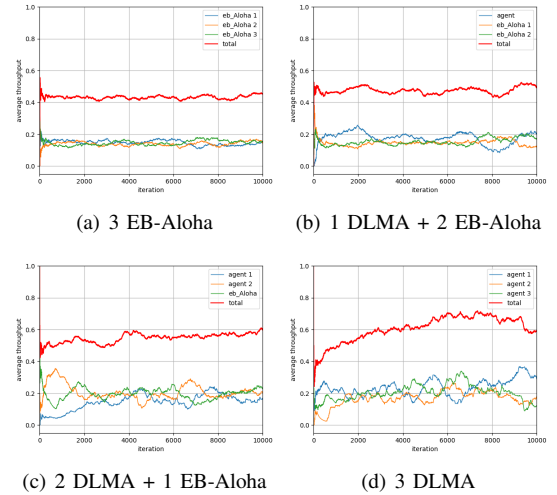 1.0
0.8
0.6
0.4
0.2
0.0
average throughput
eb_Aloha 1
eb_Aloha 2
eb_Aloha 3
total
0 2000 4000 6000 8000 10000
iteration
(a) 3 EB-Aloha
1.0
0.8
0.6
0.4
0.2
0.0
average throughput
agent
eb_Aloha 1
eb_Aloha 2
total
0 2000 4000 6000 8000 10000
iteration
(b) 1 DLMA + 2 EB-Aloha
1.0
0.8
0.6
0.4
0.2
0.0
average throughput
agent 1
agent 2
eb_Aloha
total
0 2000 4000 6000 8000 10000
iteration
(c) 2 DLMA + 1 EB-Aloha
1.0
0.8
0.6
0.4
0.2
0.0
average throughput
agent 1
agent 2
agent 3
total
0 2000 4000 6000 8000 10000
iteration
(d) 3 DLMA